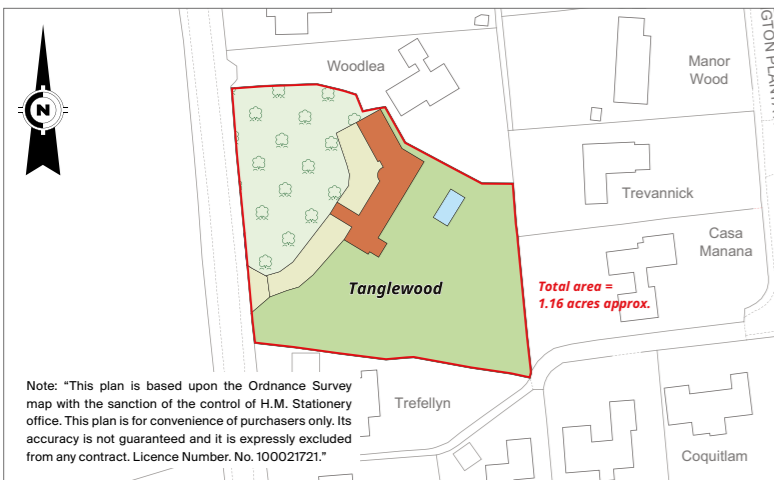 Woodlea
N
Manor
Wood
Trevannick
Casa
Manana
Tanglewood
Total area =
1.16 acres approx.
Trefellyn
Coquitlam
Note: “This plan is based upon the Ordnance Survey
map with the sanction of the control of H.M. Stationery
office. This plan is for convenience of purchasers only. Its
accuracy is not guaranteed and it is expressly excluded
from any contract. Licence Number. No. 100021721.”